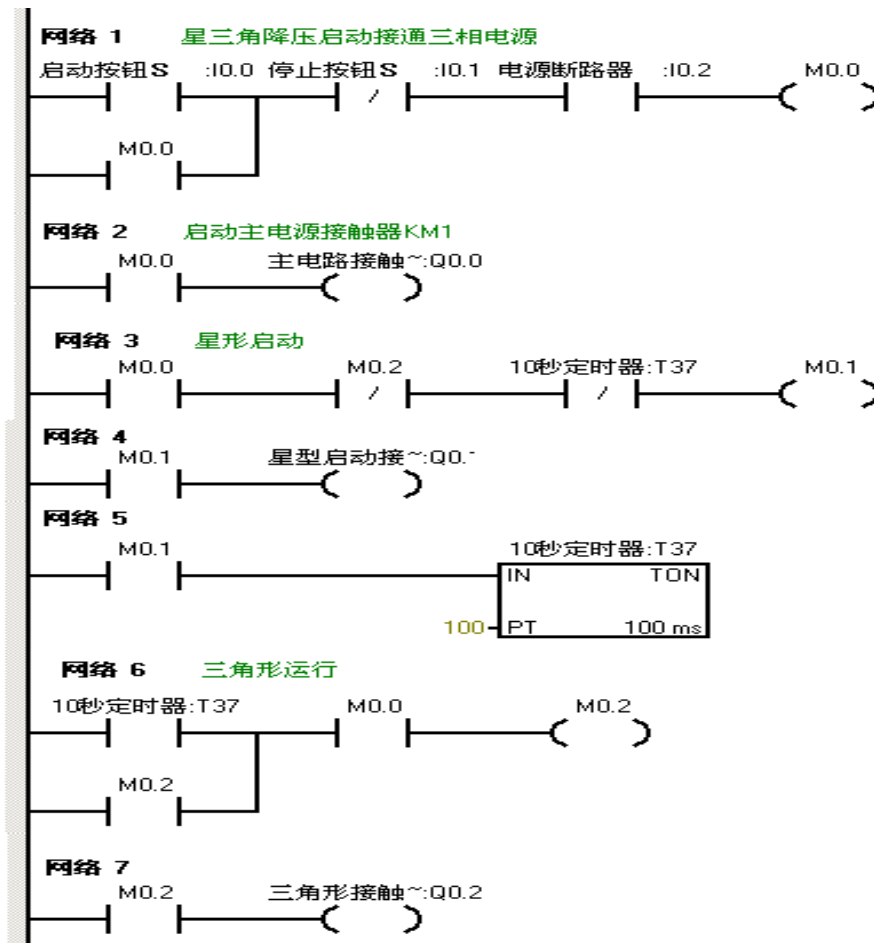 网络 1 星三角降压启动接通三相电源
启动按钮S :I0.0 停止按钮S :I0.1 电源断路器 :I0.2 M0.0
M0.0
网络 2 启动主电源接触器KM1
M0.0 主电路接触~:Q0.0
网络 3 星形启动
M0.0 M0.2 10秒定时器:T37 M0.1
网络 4
M0.1 星型启动接~:Q0.
网络 5
M0.1 10秒定时器:T37
IN TON
100 PT 100 ms
网络 6 三角形运行
10秒定时器:T37 M0.0 M0.2
M0.2
网络 7
M0.2 三角形接触~:Q0.2